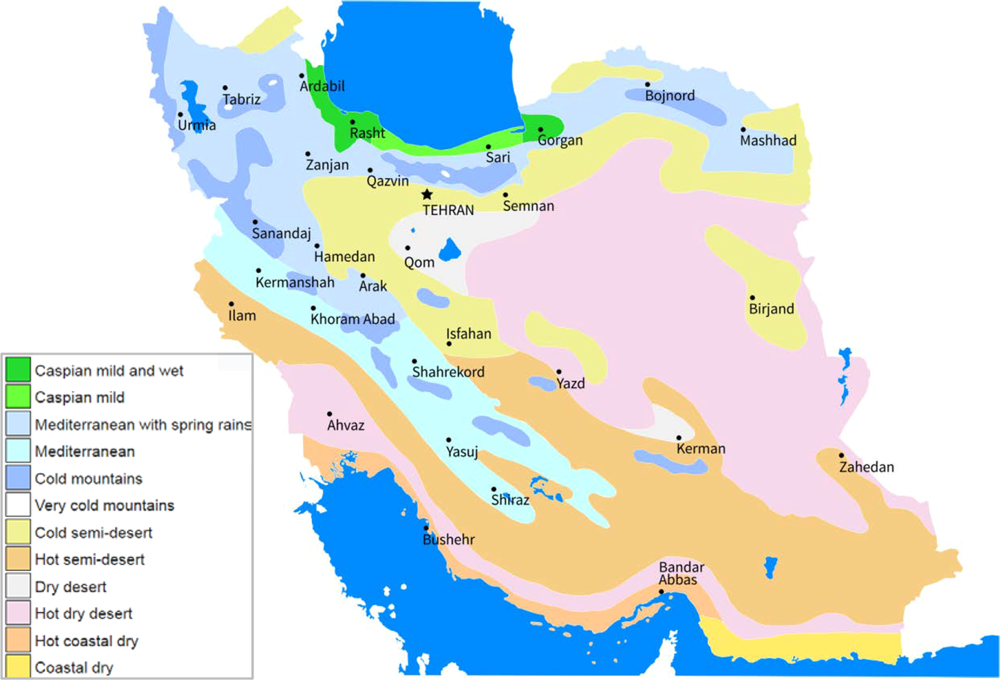 Ardabil
Tabriz
Bojnord
Urmia
Rasht
Gorgan
Mashhad
Sari
Zanjan
Qazvin
TEHRAN
Semnan
Sanandaj
Hamedan
Qom
Kermanshah
Arak
Ilam
Khoram Abad
Birjand
Isfahan
Shahrekord
Yazd
Ahvaz
Yasuj
Kerman
Zahedan
Shiraz
Bushehr
Bandar
Abbas
Caspian mild and wet
Caspian mild
Mediterranean with spring rains
Mediterranean
Cold mountains
Very cold mountains
Cold semi-desert
Hot semi-desert
Dry desert
Hot dry desert
Hot coastal dry
Coastal dry